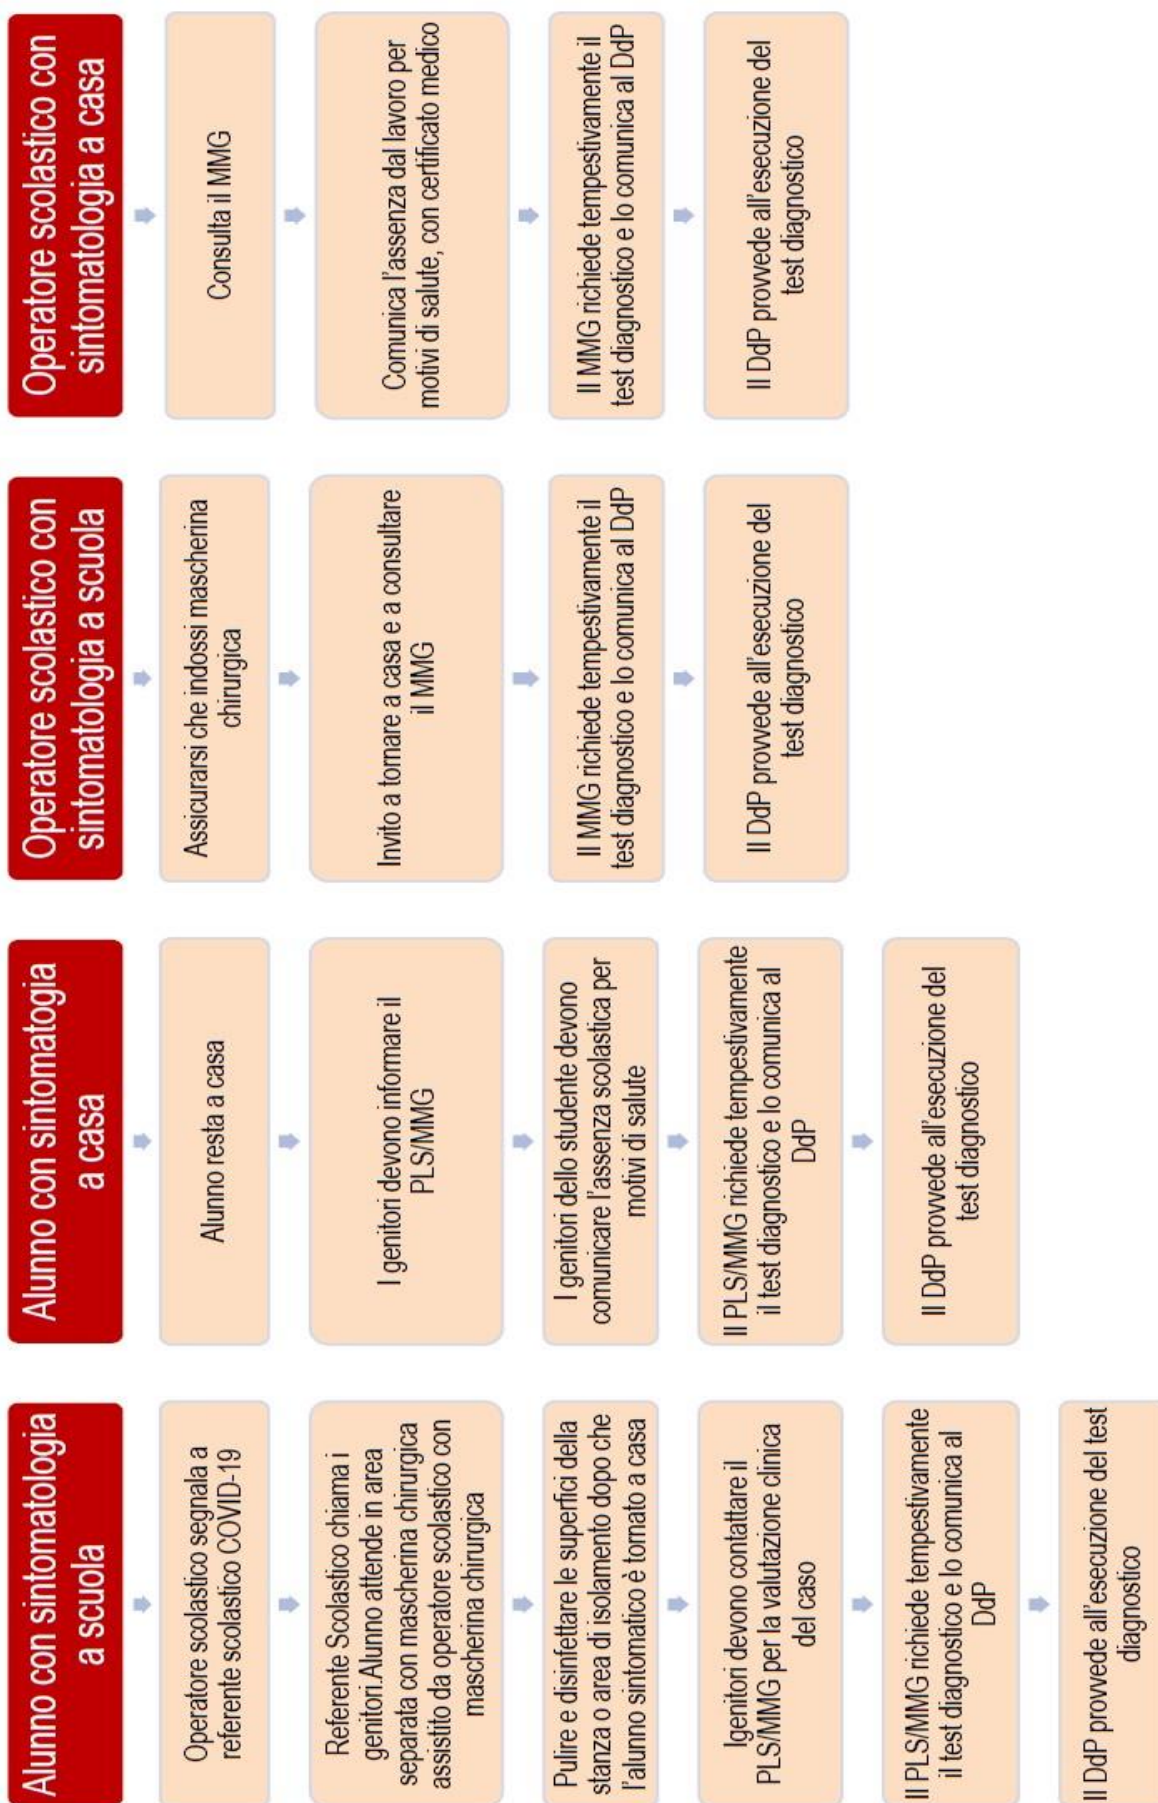 Alunno con sintomatologia
a scuola
Operatore scolastico segnala a
referente scolastico COVID-19
Referente Scolastico chiama i
genitori.Alunno attende in area
separata con mascherina chirurgica
assistito da operatore scolastico con
mascherina chirurgica
Pulire e disinfettare le superfici della
stanza o area di isolamento dopo che
l'alunno sintomatico è tornato a casa
Igenitori devono contattare il
PLS/MMG per la valutazione clinica
del caso
Il PLS/MMG richiede tempestivamente
il test diagnostico e lo comunica al
DdP
Il DdP provvede all'esecuzione del test
diagnostico
Alunno con sintomatogia
a casa
Alunno resta a casa
I genitori devono informare il
PLS/MMG
I genitori dello studente devono
comunicare l'assenza scolastica per
motivi di salute
Il PLS/MMG richiede tempestivamente
il test diagnostico e lo comunica al
DdP
Il DdP provvede all'esecuzione del
test diagnostico
Operatore scolastico con
sintomatologia a scuola
Assicurarsi che indossi mascherina
chirurgica
Invito a tornare a casa e a consultare
il MMG
Il MMG richiede tempestivamente il
test diagnostico e lo comunica al DdP
Il DdP provvede all'esecuzione del
test diagnostico
Operatore scolastico con
sintomatologia a casa
Consulta il MMG
Comunica l'assenza dal lavoro per
motivi di salute, con certificato medico
Il MMG richiede tempestivamente il
test diagnostico e lo comunica al DdP
Il DdP provvede all'esecuzione del
test diagnostico